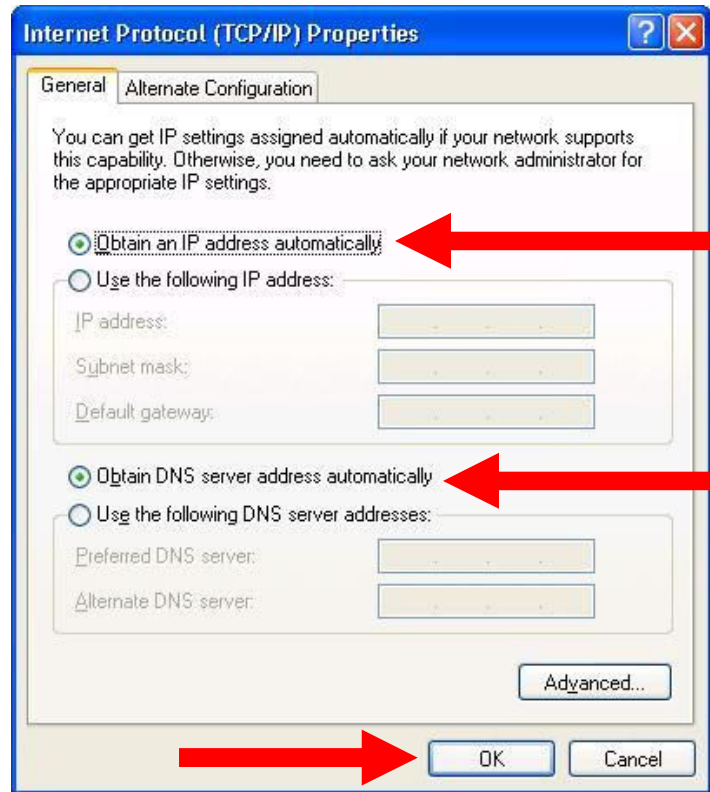 Internet Protocol (TCP/IP) Properties
General
Alternate Configuration
You can get IP settings assigned automatically if your network supports
this capability. Otherwise, you need to ask your network administrator for
the appropriate IP settings.
Obtain an IP address automatically
Use the following IP address:
IP address:
Subnet mask:
Default gateway:
Obtain DNS server address automatically
Use the following DNS server addresses:
Preferred DNS server:
Alternate DNS server:
Advanced...
OK
Cancel